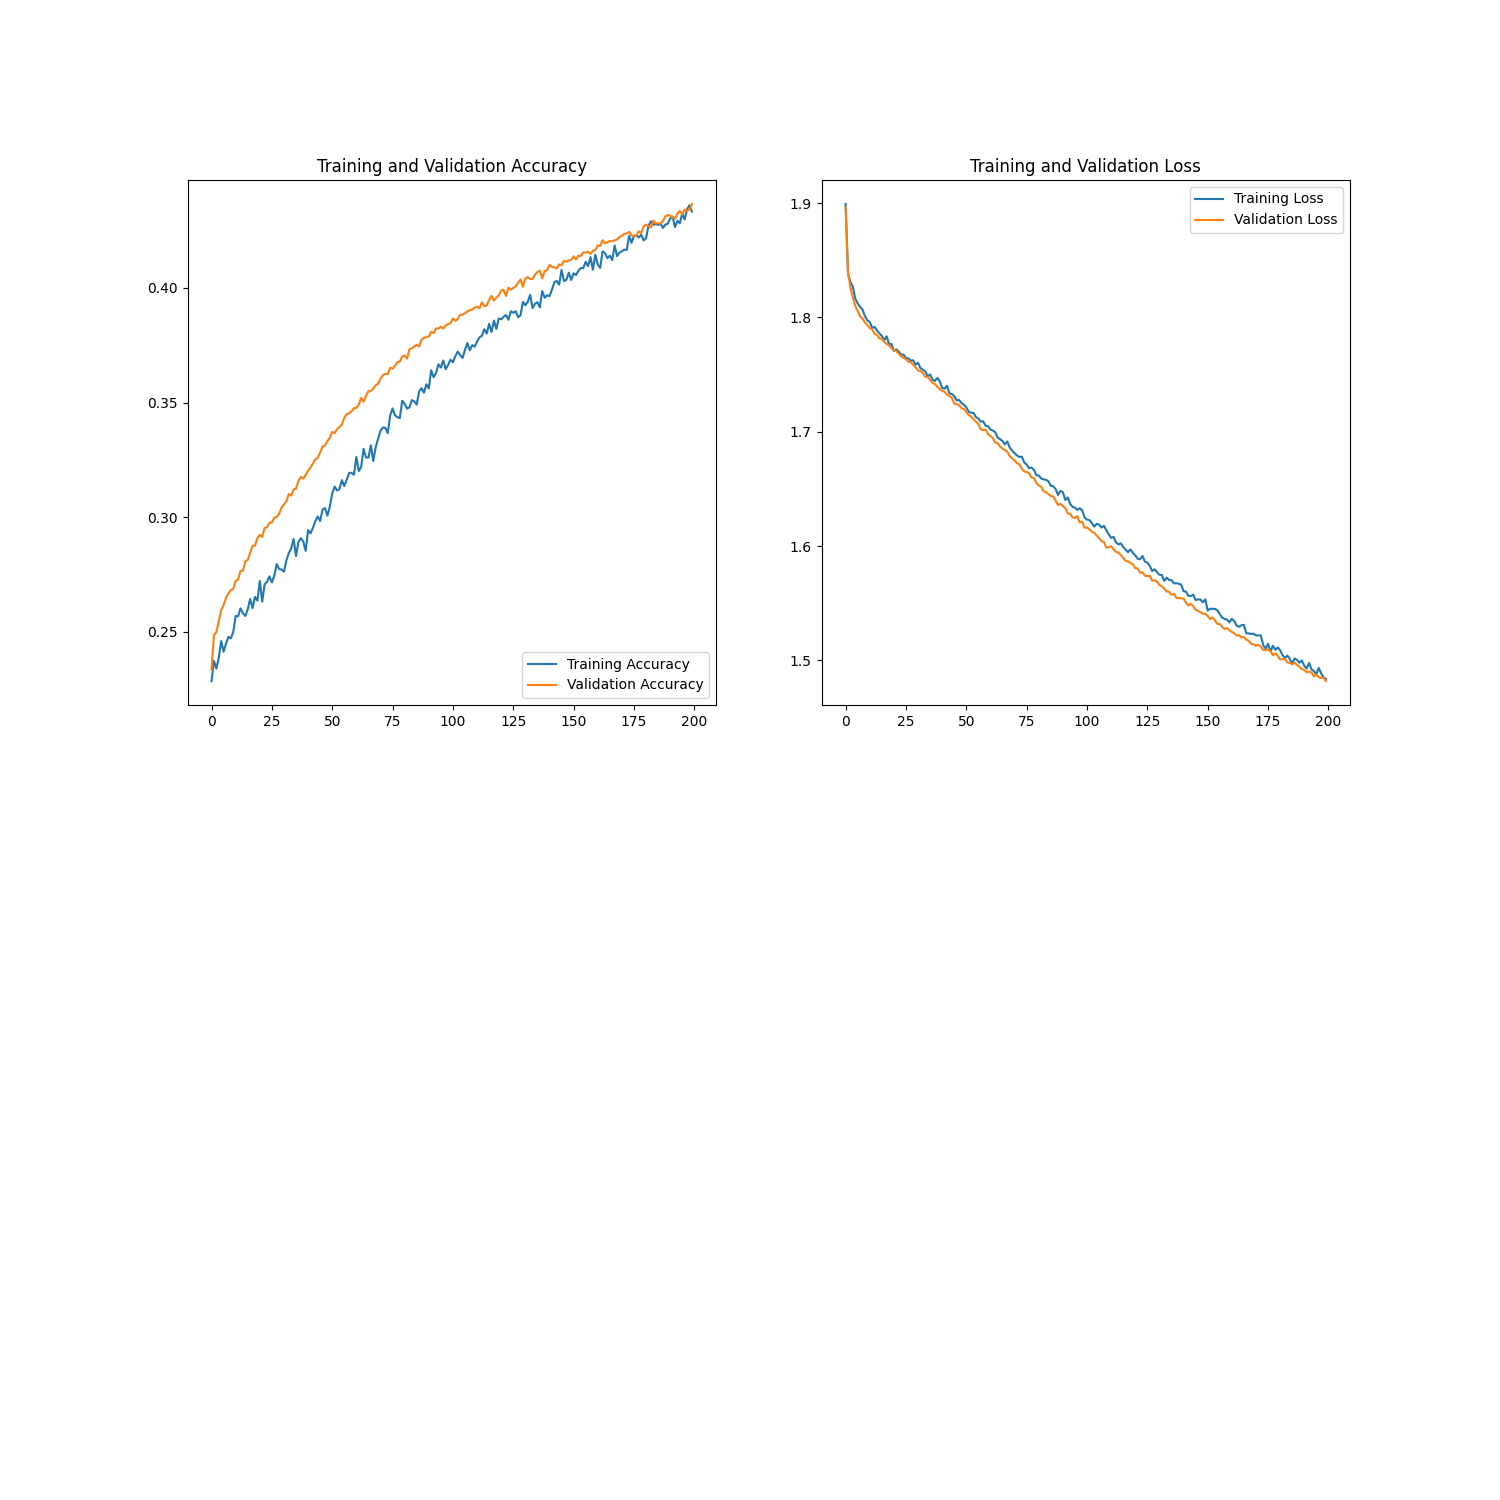 Training and Validation Accuracy
0.40
0.35
0.30
0.25
Training Accuracy
Validation Accuracy
0 25 50 75 100 125 150 175 200
Training and Validation Loss
1.9
1.8
1.7
1.6
1.5
Training Loss
Validation Loss
0 25 50 75 100 125 150 175 200